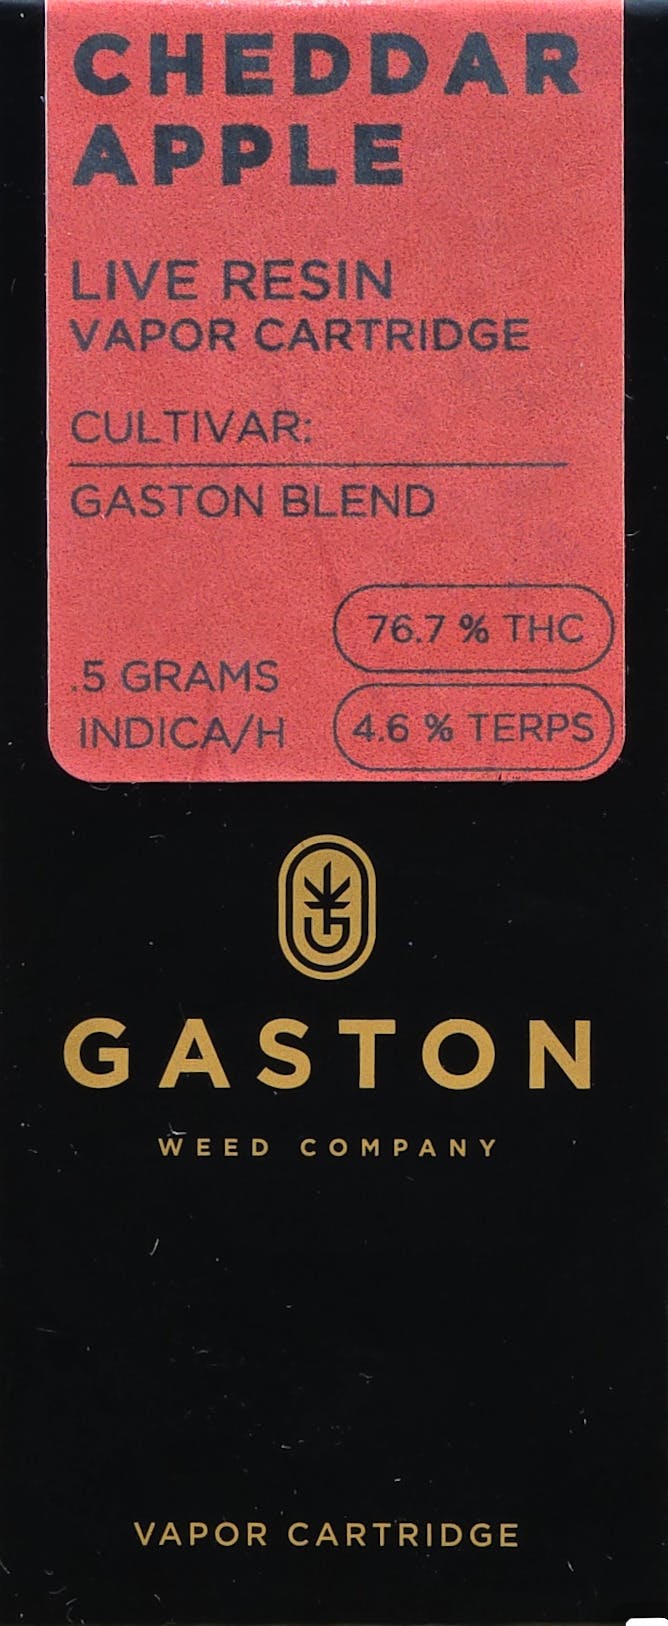 CHEDDAR
APPLE
LIVE RESIN
VAPOR CARTRIDGE
CULTIVAR:
GASTON BLEND
76.7 % THC
.5 GRAMS
INDICA/H
4.6 % TERPS
GASTON
WEED COMPANY
VAPOR CARTRIDGE